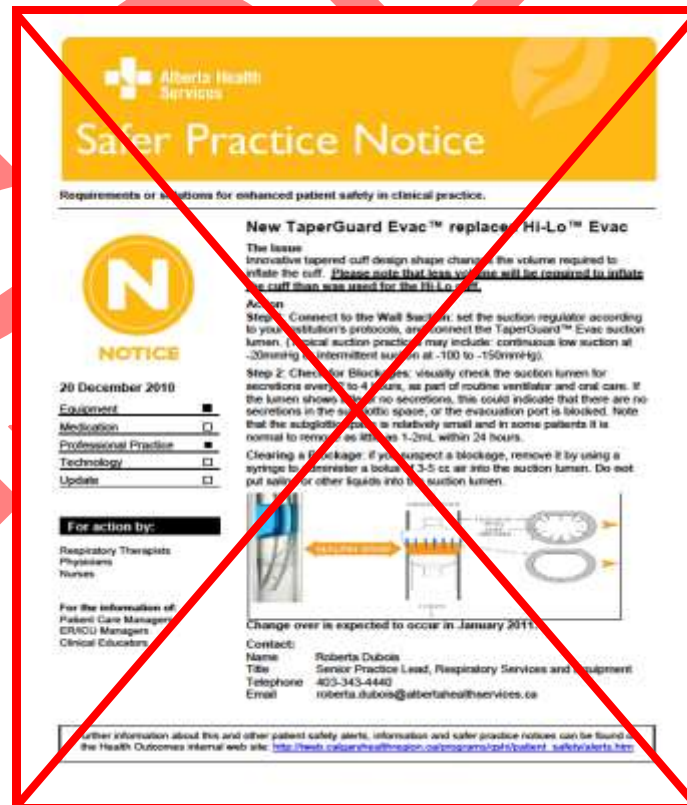 Alberta Health
Services
Safer Practice Notice
Requirements or solutions for enhanced patient safety in clinical practice.
New TaperGuard Evac™ replaces Hi-Lo™ Evac
The Issue
Innovative tapered cuff design shape changes the volume required to
inflate the cuff. Please note that less volume will be required to inflate
the cuff than was used for the Hi-Lo cuff.
Action
Step 1: Connect to the Wall Suction: set the suction regulator according
to your institution's protocols, and connect the TaperGuard™ Evac suction
lumen. (Typical suction practice may include: continuous low suction at
-20mmHg or intermittent suction at -100 to -150mmHg).
Step 2: Check for Blockages: visually check the suction lumen for
secretions every 2 to 4 hours, as part of routine ventilator and oral care. If
the lumen shows little or no secretions, this could indicate that there are no
secretions in the subglottic space, or the evacuation port is blocked. Note
that the subglottic space is relatively small and in some patients it is
normal to remove as little as 1-2mL within 24 hours.
Clearing a Blockage: if you suspect a blockage, remove it by using a
syringe to administer a bolus of 3-5 cc air into the suction lumen. Do not
put saline or other liquids into the suction lumen.
N
NOTICE
20 December 2010
Equipment
Medication
Professional Practice
Technology
Update
For action by:
Respiratory Therapists
Physicians
Nurses
For the information of:
Patient Care Managers
ER/ICU Managers
Clinical Educators
Change over is expected to occur in January 2011.
Contact:
Name Roberta Dubois
Title Senior Practice Lead, Respiratory Services and Equipment
Telephone 403-343-4440
Email roberta.dubois@albertahealthservices.ca
Further information about this and other patient safety alerts, information and safer practice notices can be found on
the Health Outcomes internal web site: